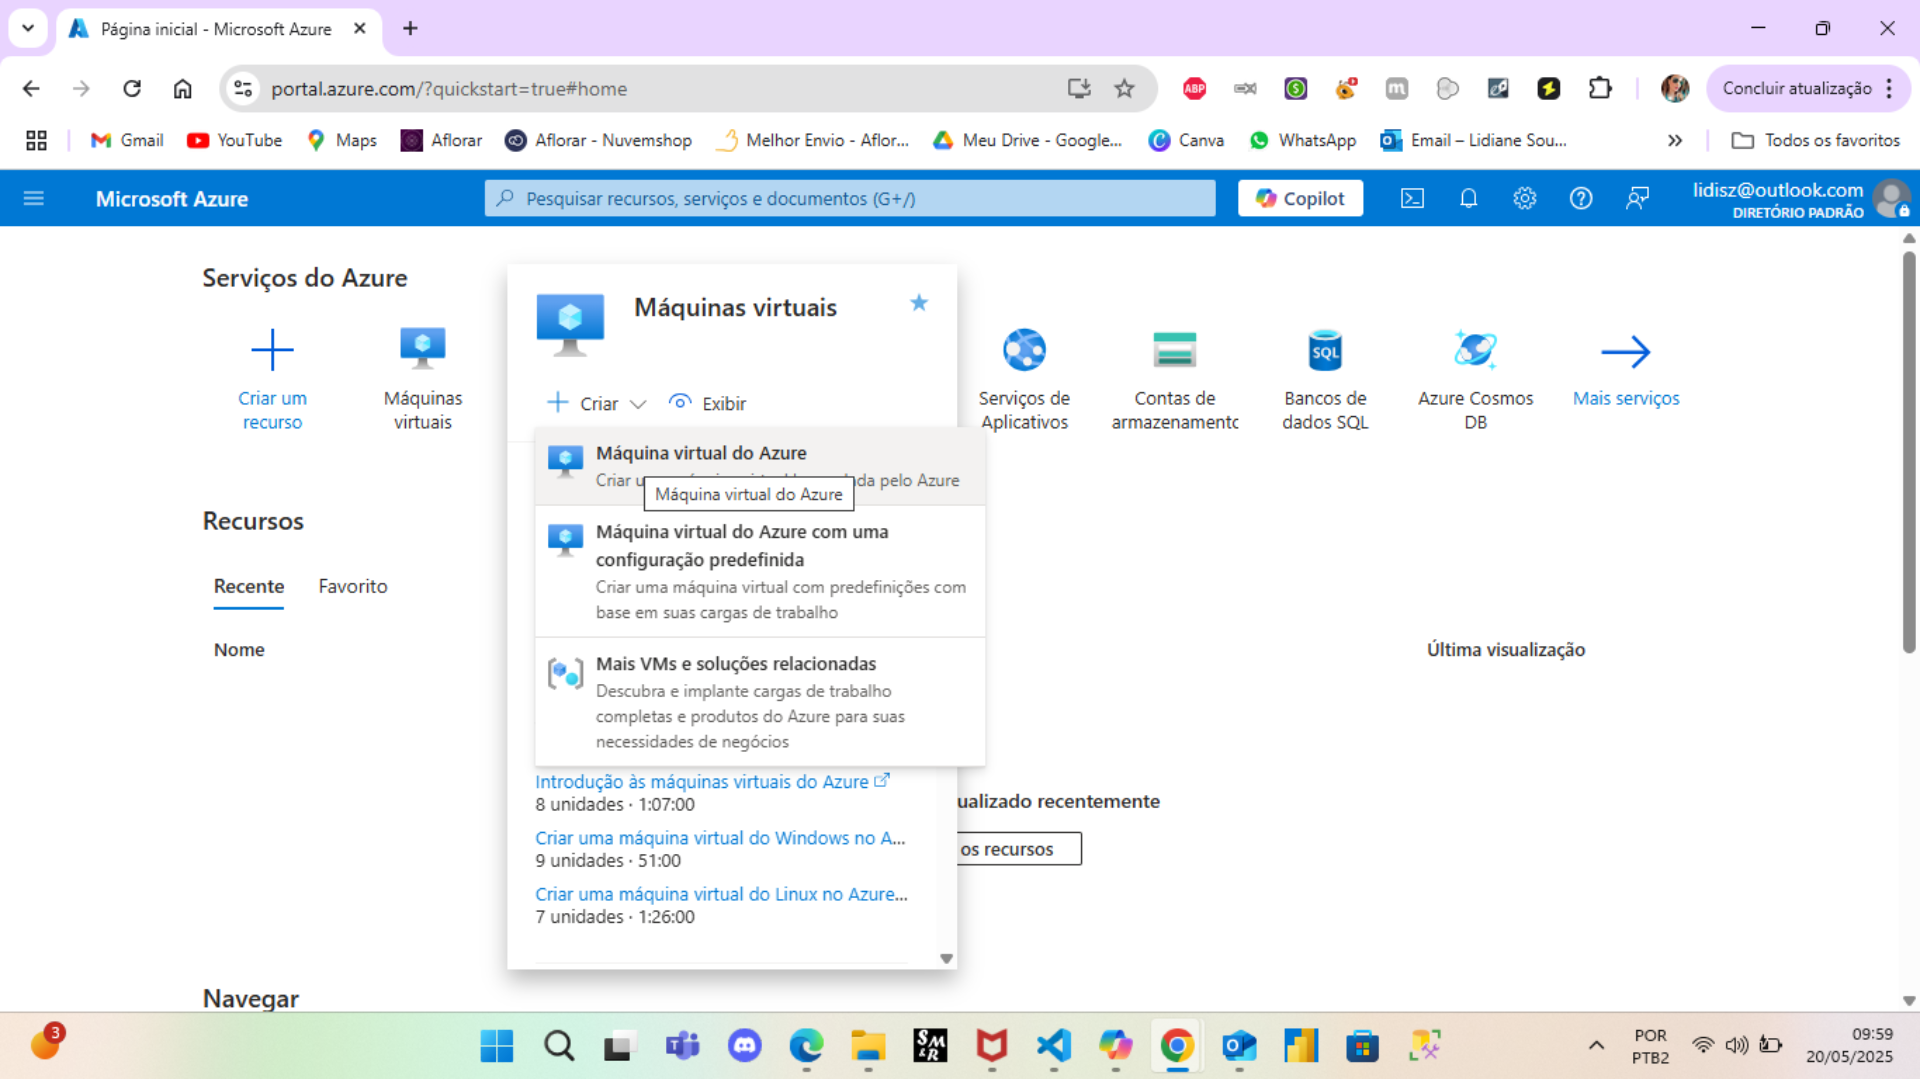 Página inicial - Microsoft Azure
portal.azure.com/?quickstart=true#home
ABP
Concluir atualização
Gmail
YouTube
Maps
Aflorar
Aflorar - Nuvemshop
Melhor Envio - Aflor...
Meu Drive - Google...
Canva
WhatsApp
Email – Lidiane Sou...
Todos os favoritos
Microsoft Azure
Pesquisar recursos, serviços e documentos (G+/)
Copilot
lidisz@outlook.com
DIRETÓRIO PADRÃO
Serviços do Azure
Criar um
recurso
Máquinas
virtuais
Máquinas virtuais
Criar
Exibir
Serviços de
Aplicativos
Contas de
armazenamento
SQL
Bancos de
dados SQL
Azure Cosmos
DB
Mais serviços
Máquina virtual do Azure
Criar u
da pelo Azure
Máquina virtual do Azure
Máquina virtual do Azure com uma
configuração predefinida
Criar uma máquina virtual com predefinições com
base em suas cargas de trabalho
Mais VMs e soluções relacionadas
Descubra e implante cargas de trabalho
completas e produtos do Azure para suas
necessidades de negócios
Introdução às máquinas virtuais do Azure
8 unidades · 1:07:00
Criar uma máquina virtual do Windows no A...
9 unidades · 51:00
Criar uma máquina virtual do Linux no Azure...
7 unidades · 1:26:00
Recursos
Recente
Favorito
Nome
Última visualização
ualizado recentemente
os recursos
Navegar
3
SM
&R
POR
PTB2
09:59
20/05/2025